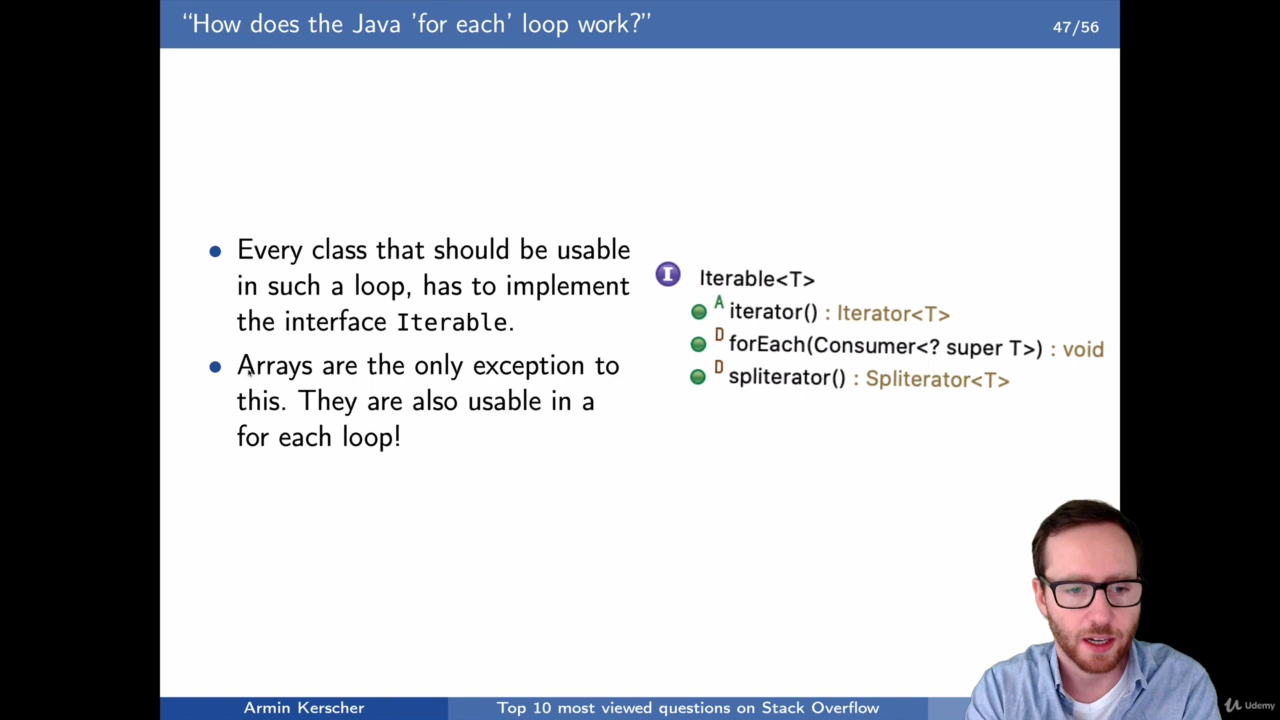 “How does the Java ’for each’ loop work?”
47/56
• Every class that should be usable
in such a loop, has to implement
the interface Iterable.
• Arrays are the only exception to
this. They are also usable in a
for each loop!
I Iterable<T>
A iterator() : Iterator<T>
D forEach(Consumer<? super T>) : void
D spliterator() : Spliterator<T>
Armin Kerscher
Top 10 most viewed questions on Stack Overflow
Udemy